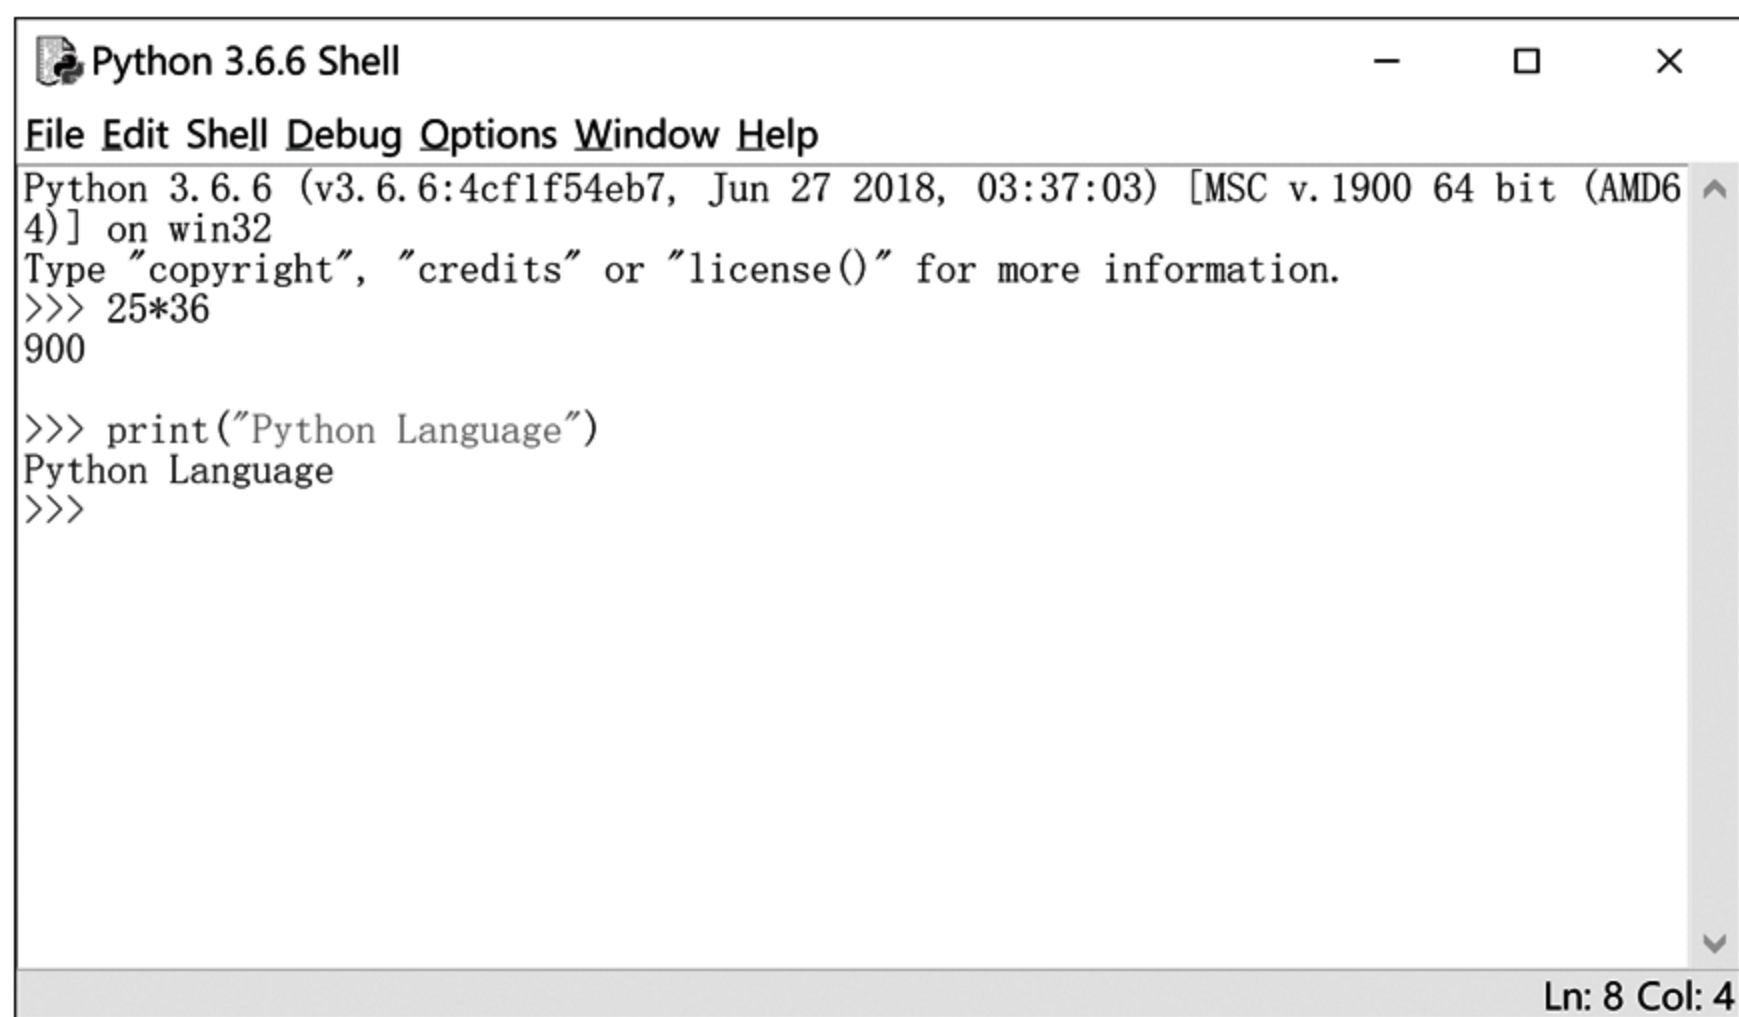 Python 3.6.6 Shell
File Edit Shell Debug Options Window Help
Python 3.6.6 (v3.6.6:4cf1f54eb7, Jun 27 2018, 03:37:03) [MSC v.1900 64 bit (AMD6
4)] on win32
Type "copyright", "credits" or "license()" for more information.
>>> 25*36
900
>>> print("Python Language")
Python Language
>>>
Ln: 8 Col: 4